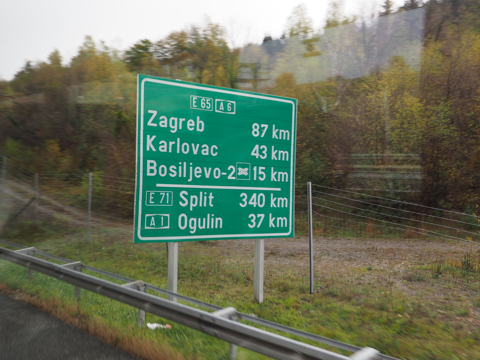 E 65 A 6
Zagreb 87 km
Karlovac 43 km
Bosiljevo-2 15 km
E 71 Split 340 km
A 1 Ogulin 37 km